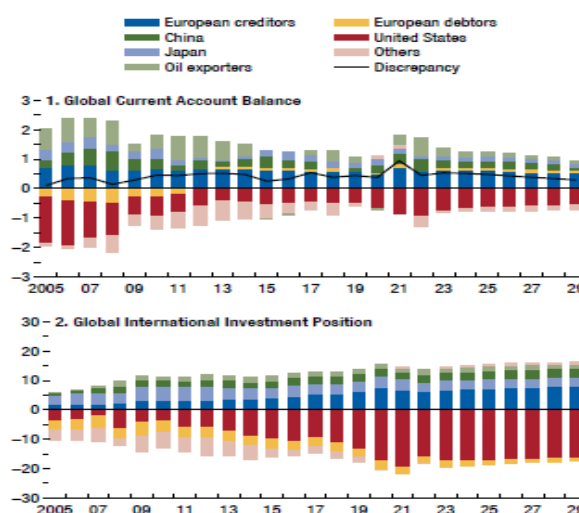 European creditors European debtors
China United States
Japan Others
Oil exporters Discrepancy
3 – 1. Global Current Account Balance
2
1
0
–1
–2
–3
2005 07 09 11 13 15 17 19 21 23 25 27 29
30 – 2. Global International Investment Position
20
10
0
–10
–20
–30
2005 07 09 11 13 15 17 19 21 23 25 27 29